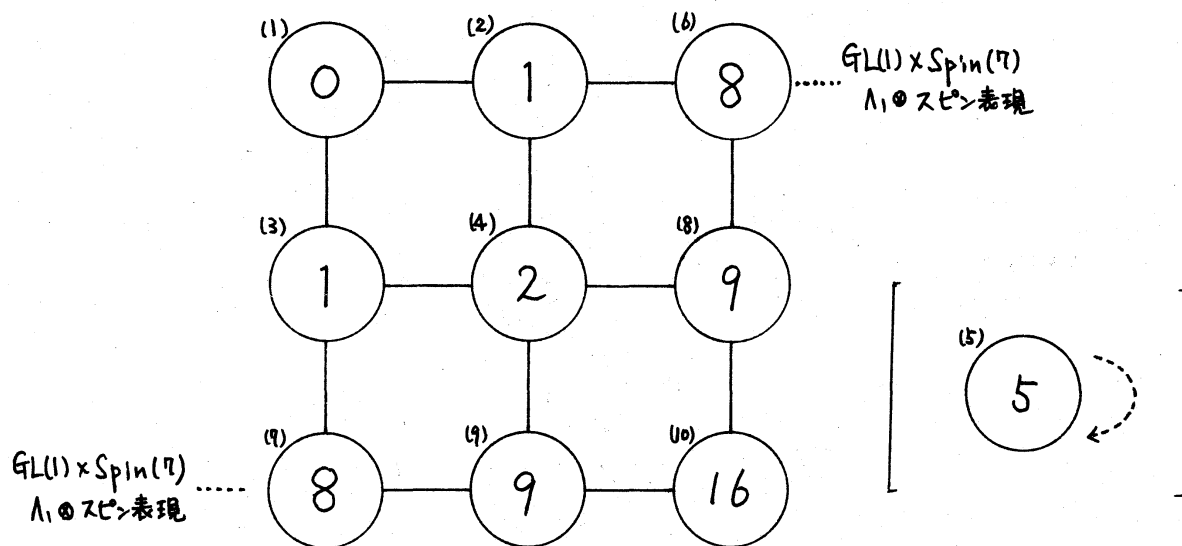 (1) (2) (6)
0 1 8
GL(1)×Spin(7)
Λ₁⊗スピン表現
(3) (4) (8)
1 2 9
(5)
5
(7) (9) (10)
8 9 16
GL(1)×Spin(7)
Λ₁⊗スピン表現